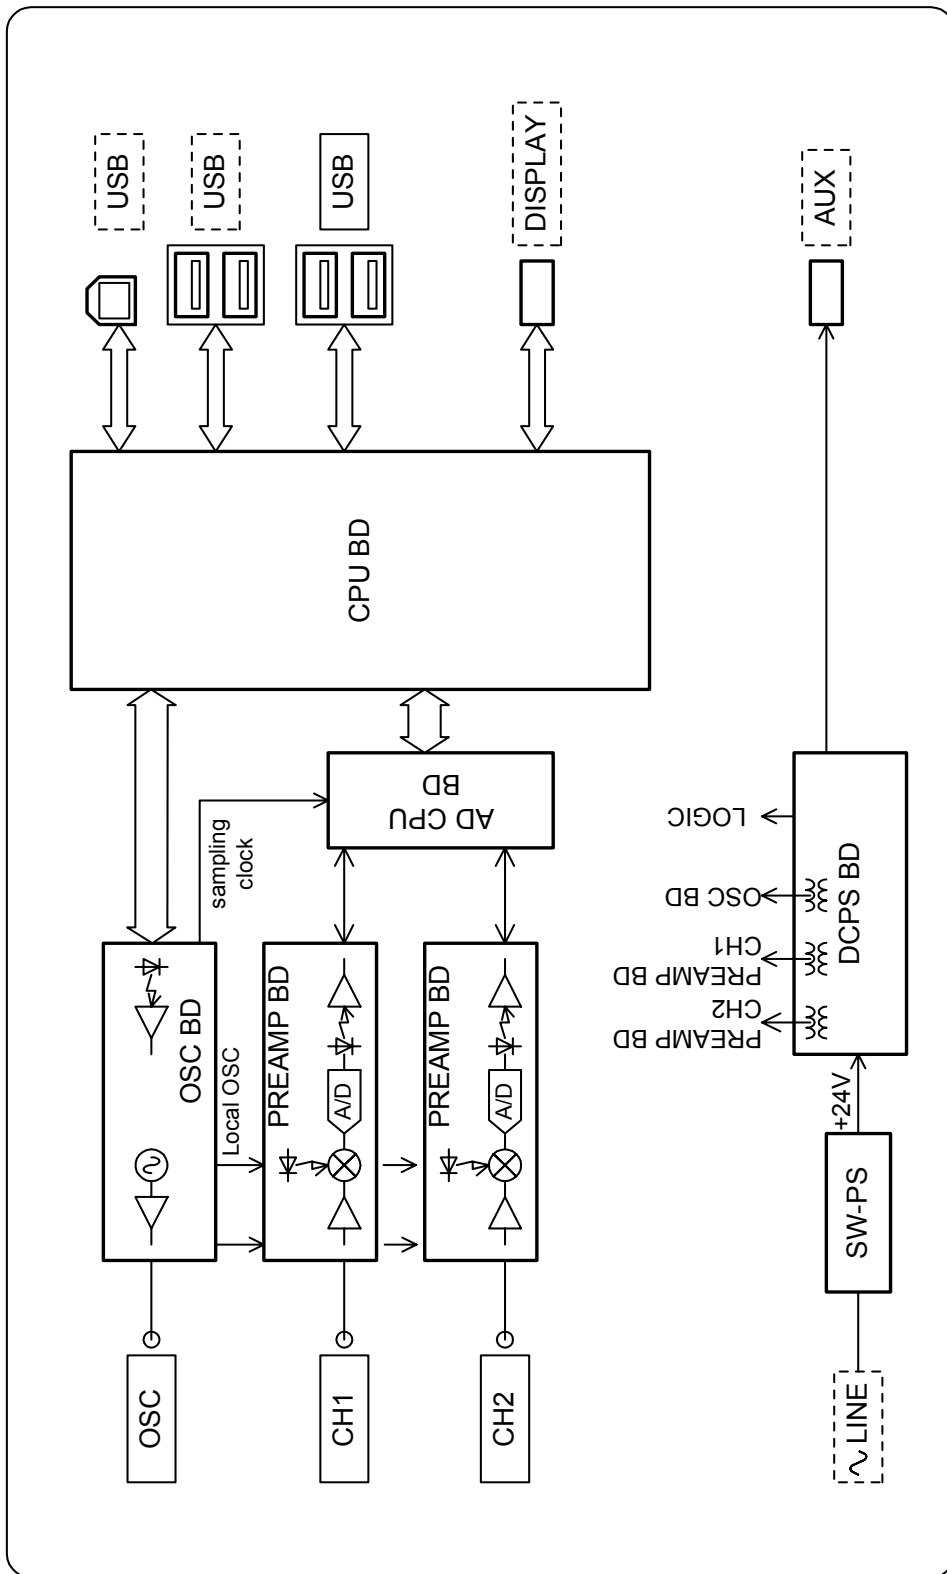 OSC
CH1
CH2
~ LINE
OSC BD
Local OSC
PREAMP BD
A/D
PREAMP BD
A/D
sampling
clock
AD CPU
BD
CPU BD
USB
USB
USB
DISPLAY
AUX
SW-PS
+24V
DCPS BD
CH2
PREAMP BD
CH1
PREAMP BD
OSC BD
LOGIC